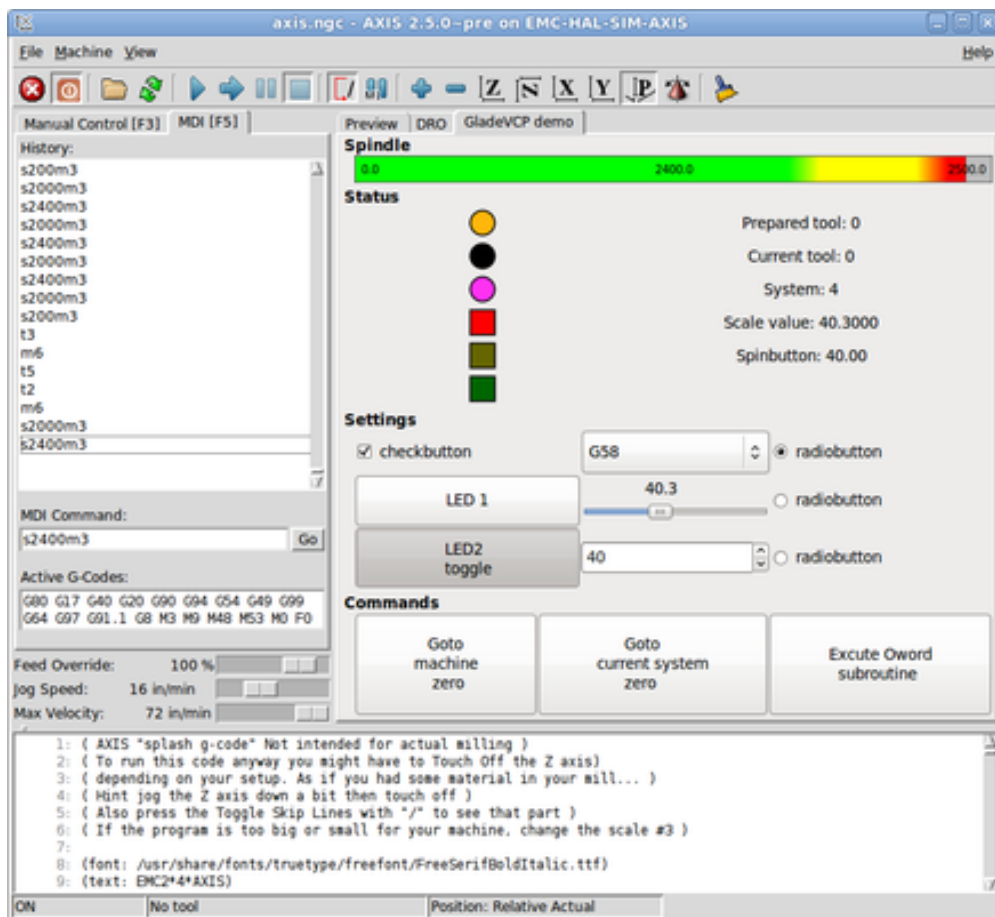 axis.ngc - AXIS 2.5.0~pre on EMC-HAL-SIM-AXIS
File Machine View Help
Z N X Y P
Manual Control [F3] MDI [F5]
History:
s200m3
s2000m3
s2400m3
s2000m3
s2400m3
s2000m3
s2400m3
s2000m3
s200m3
t3
m6
t5
t2
m6
s2000m3
s2400m3
MDI Command:
s2400m3 Go
Active G-Codes:
G80 G17 G40 G20 G90 G94 G54 G49 G99
G64 G97 G91.1 G8 M3 M9 M48 M53 M0 F0
Feed Override: 100 %
Jog Speed: 16 in/min
Max Velocity: 72 in/min
Preview DRO GladeVCP demo
Spindle
0.0 2400.0 2500.0
Status
Prepared tool: 0
Current tool: 0
System: 4
Scale value: 40.3000
Spinbutton: 40.00
Settings
checkbutton G58 radiobutton
LED 1 40.3 radiobutton
LED2
toggle
40 radiobutton
Commands
Goto
machine
zero
Goto
current system
zero
Excute Oword
subroutine
1: ( AXIS "splash g-code" Not intended for actual milling )
2: ( To run this code anyway you might have to Touch Off the Z axis)
3: ( depending on your setup. As if you had some material in your mill... )
4: ( Hint jog the Z axis down a bit then touch off )
5: ( Also press the Toggle Skip Lines with "/" to see that part )
6: ( If the program is too big or small for your machine, change the scale #3 )
7:
8: (font: /usr/share/fonts/truetype/freefont/FreeSerifBoldItalic.ttf)
9: (text: EMC2*4*AXIS)
ON No tool Position: Relative Actual